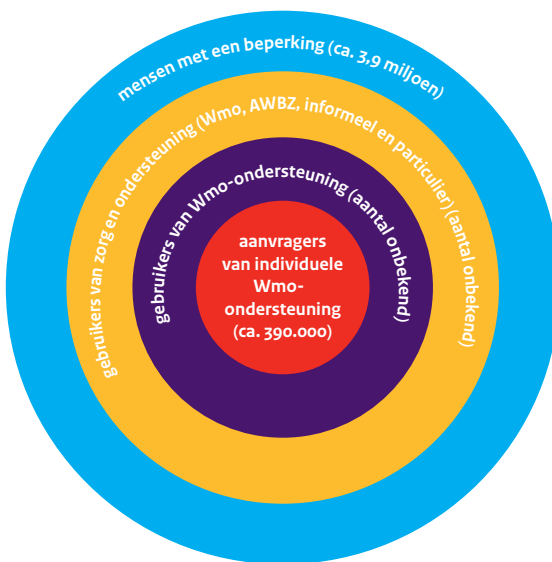 mensen met een beperking (ca. 3,9 miljoen)
gebruikers van zorg en ondersteuning (Wmo, AWBZ, informeel en particulier) (aantal onbekend)
gebruikers van Wmo-ondersteuning (aantal onbekend)
aanvragers
van individuele
Wmo-
ondersteuning
(ca. 390.000)